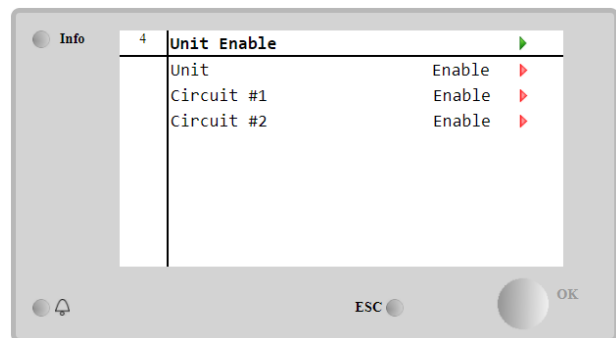 Info
4 Unit Enable
Unit Enable
Circuit #1 Enable
Circuit #2 Enable
ESC
OK